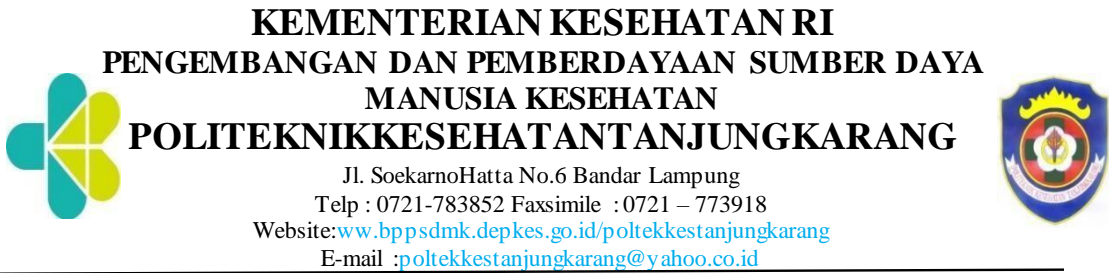 KEMENTERIAN KESEHATAN RI
PENGEMBANGAN DAN PEMBERDAYAAN SUMBER DAYA
MANUSIA KESEHATAN
POLITEKNIKKESEHATANTANJUNGKARANG
Jl. SoekarnoHatta No.6 Bandar Lampung
Telp : 0721-783852 Faxsimile : 0721 – 773918
Website:ww.bppsdmk.depkes.go.id/poltekkestanjungkarang
E-mail :poltekkestanjungkarang@yahoo.co.id